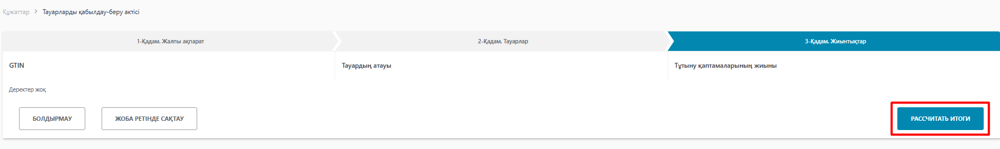 Құжаттар > Тауарларды қабылдау-беру актісі
1-Қадам. Жалпы ақпарат 2-Қадам. Тауарлар 3-Қадам. Жиынтықтар
GTIN Тауардың атауы Тұтыну қаптамаларының жиыны
Деректер жоқ
БОЛДЫРМАУ ЖОБА РЕТІНДЕ САҚТАУ РАССЧИТАТЬ ИТОГИ